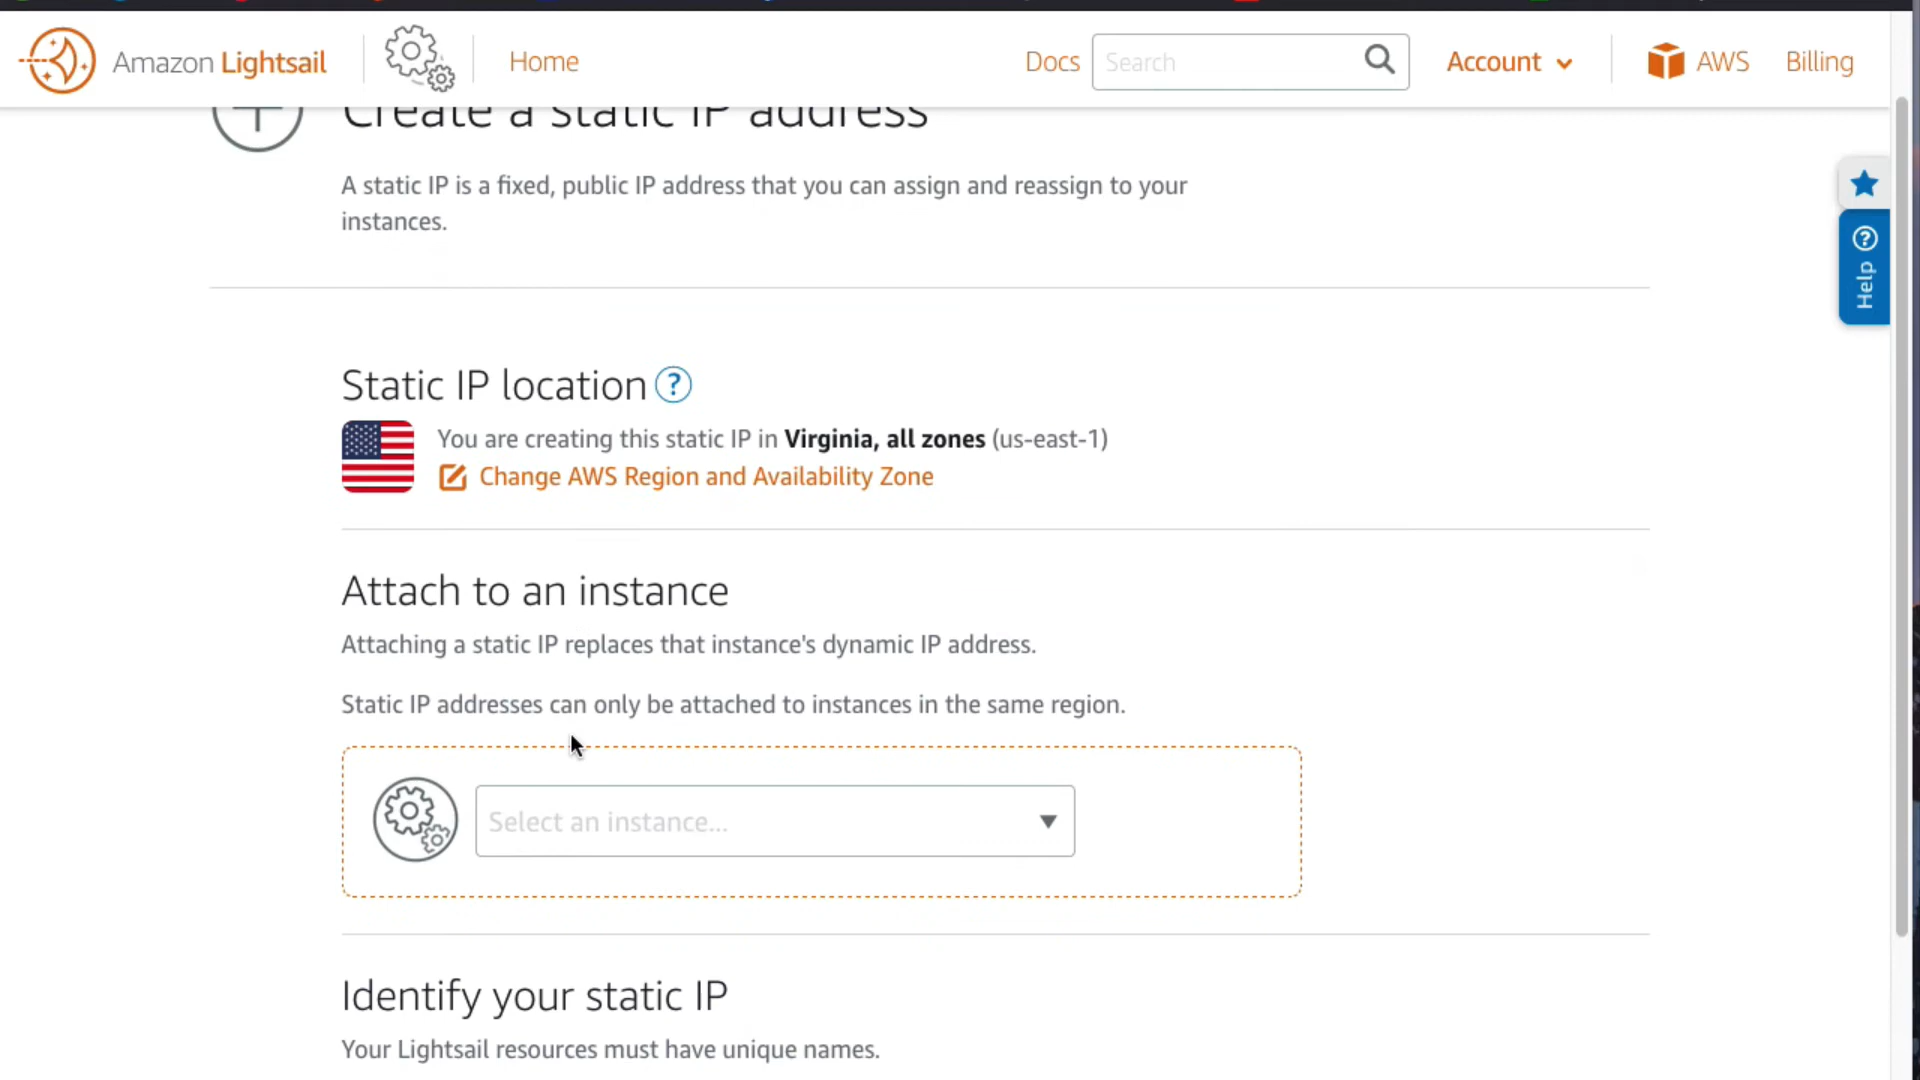 Amazon Lightsail
Home
Docs
Search
Account
AWS
Billing
Create a static IP address
A static IP is a fixed, public IP address that you can assign and reassign to your
instances.
Help
Static IP location ?
You are creating this static IP in Virginia, all zones (us-east-1)
Change AWS Region and Availability Zone
Attach to an instance
Attaching a static IP replaces that instance's dynamic IP address.
Static IP addresses can only be attached to instances in the same region.
Select an instance...
Identify your static IP
Your Lightsail resources must have unique names.